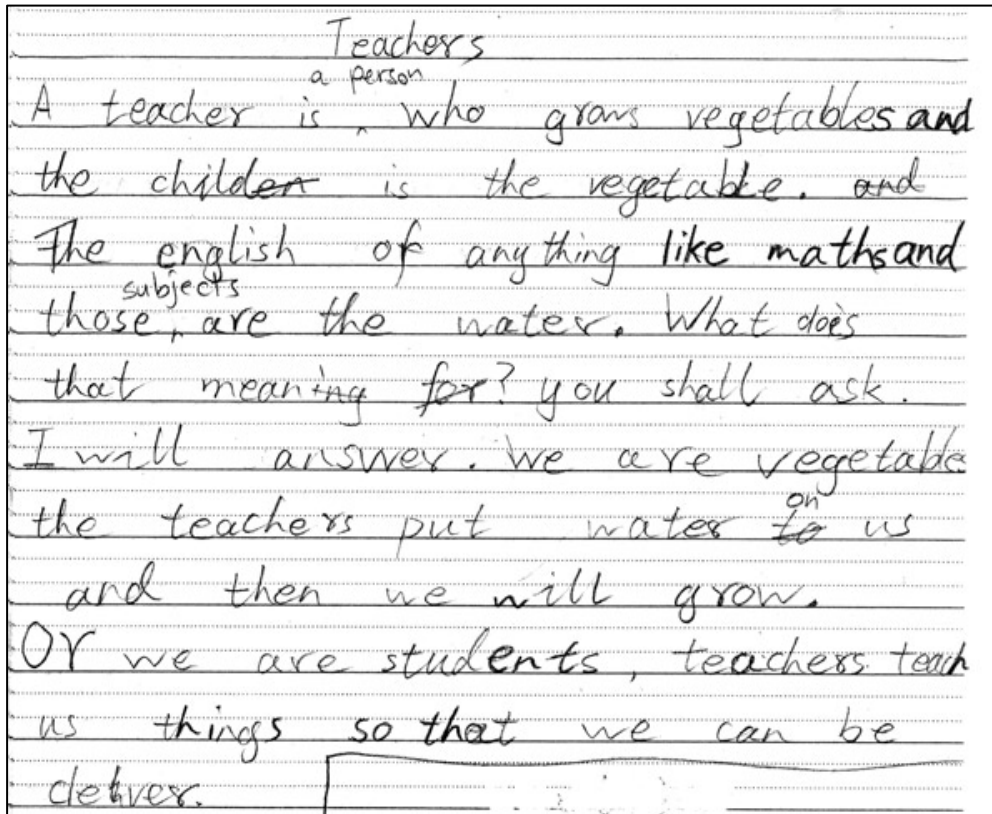 Teachers
a person
A teacher is ^ who grows vegetables and
the childen is the vegetable. and
The english of anything like maths and
subjects
those ^ are the water. What does
that meaning for? you shall ask.
I will answer. We are vegetable
on
the teachers put water to us
and then we will grow.
Or we are students, teachers teach
us things so that we can be
clever.